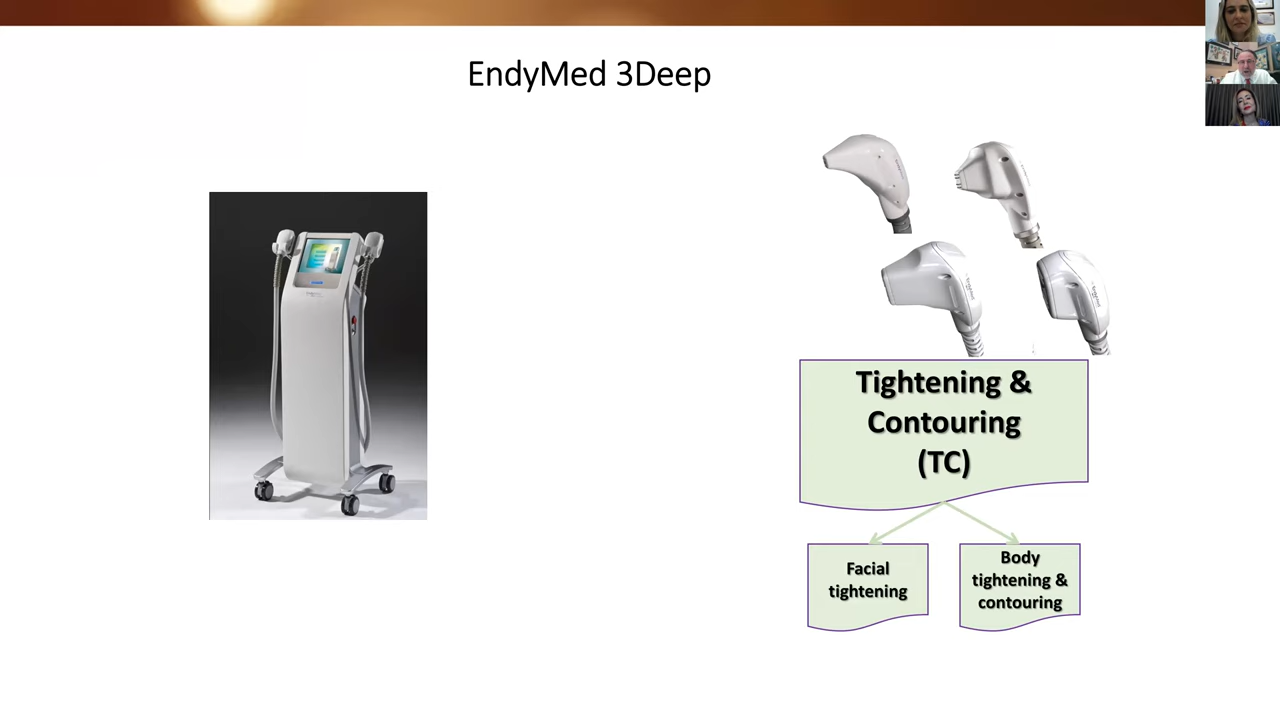 EndyMed 3Deep
Tightening &
Contouring
(TC)
Facial
tightening
Body
tightening &
contouring